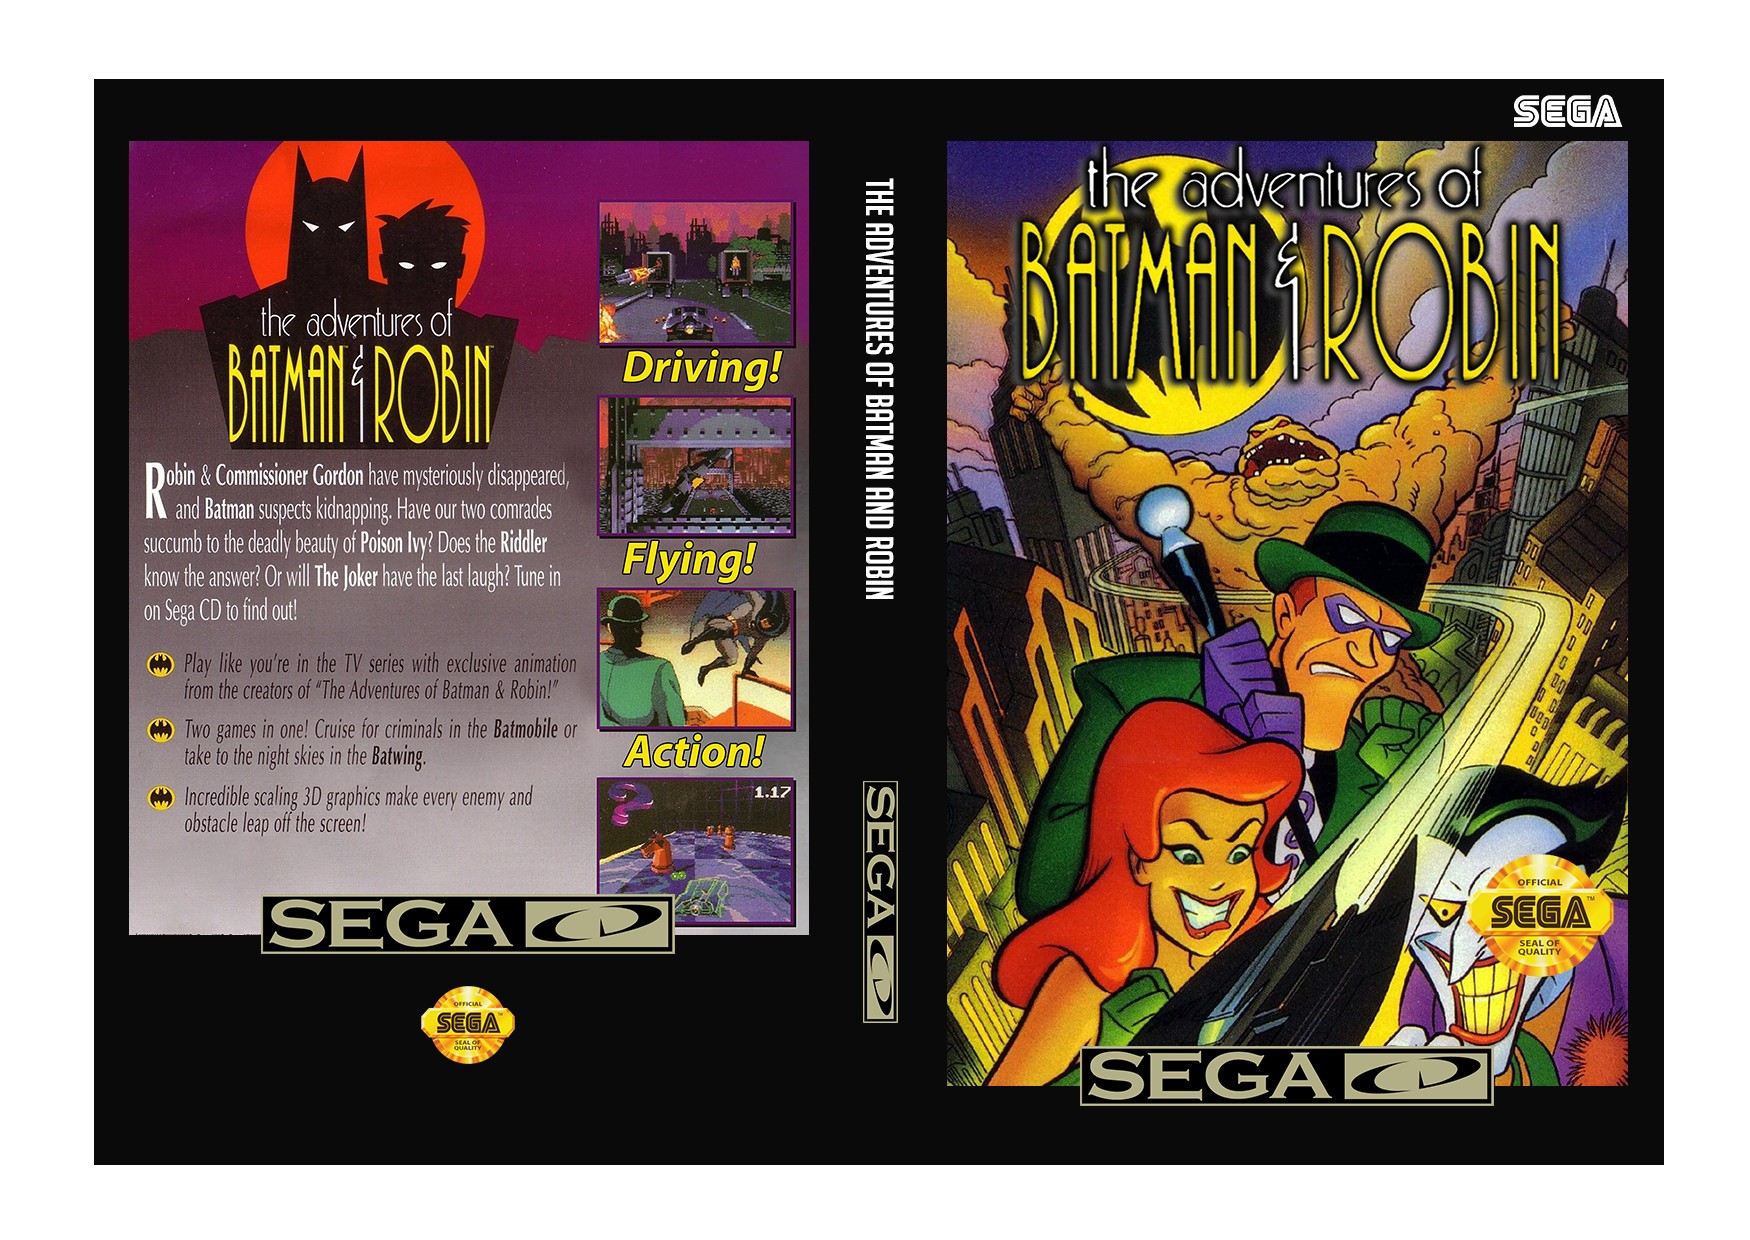 the adventures of
BATMAN & ROBIN™
Robin & Commissioner Gordon have mysteriously disappeared,
and Batman suspects kidnapping. Have our two comrades
succumb to the deadly beauty of Poison Ivy? Does the Riddler
know the answer? Or will The Joker have the last laugh? Tune in
on Sega CD to find out!
Play like you're in the TV series with exclusive animation
from the creators of "The Adventures of Batman & Robin!"
Two games in one! Cruise for criminals in the Batmobile or
take to the night skies in the Batwing.
Incredible scaling 3D graphics make every enemy and
obstacle leap off the screen!
Driving!
Flying!
Action!
1.17
SEGA CD
OFFICIAL
SEGA™
SEAL OF
QUALITY
THE ADVENTURES OF BATMAN AND ROBIN
SEGA CD
SEGA
the adventures of
BATMAN & ROBIN
OFFICIAL
SEGA™
SEAL OF
QUALITY
SEGA CD